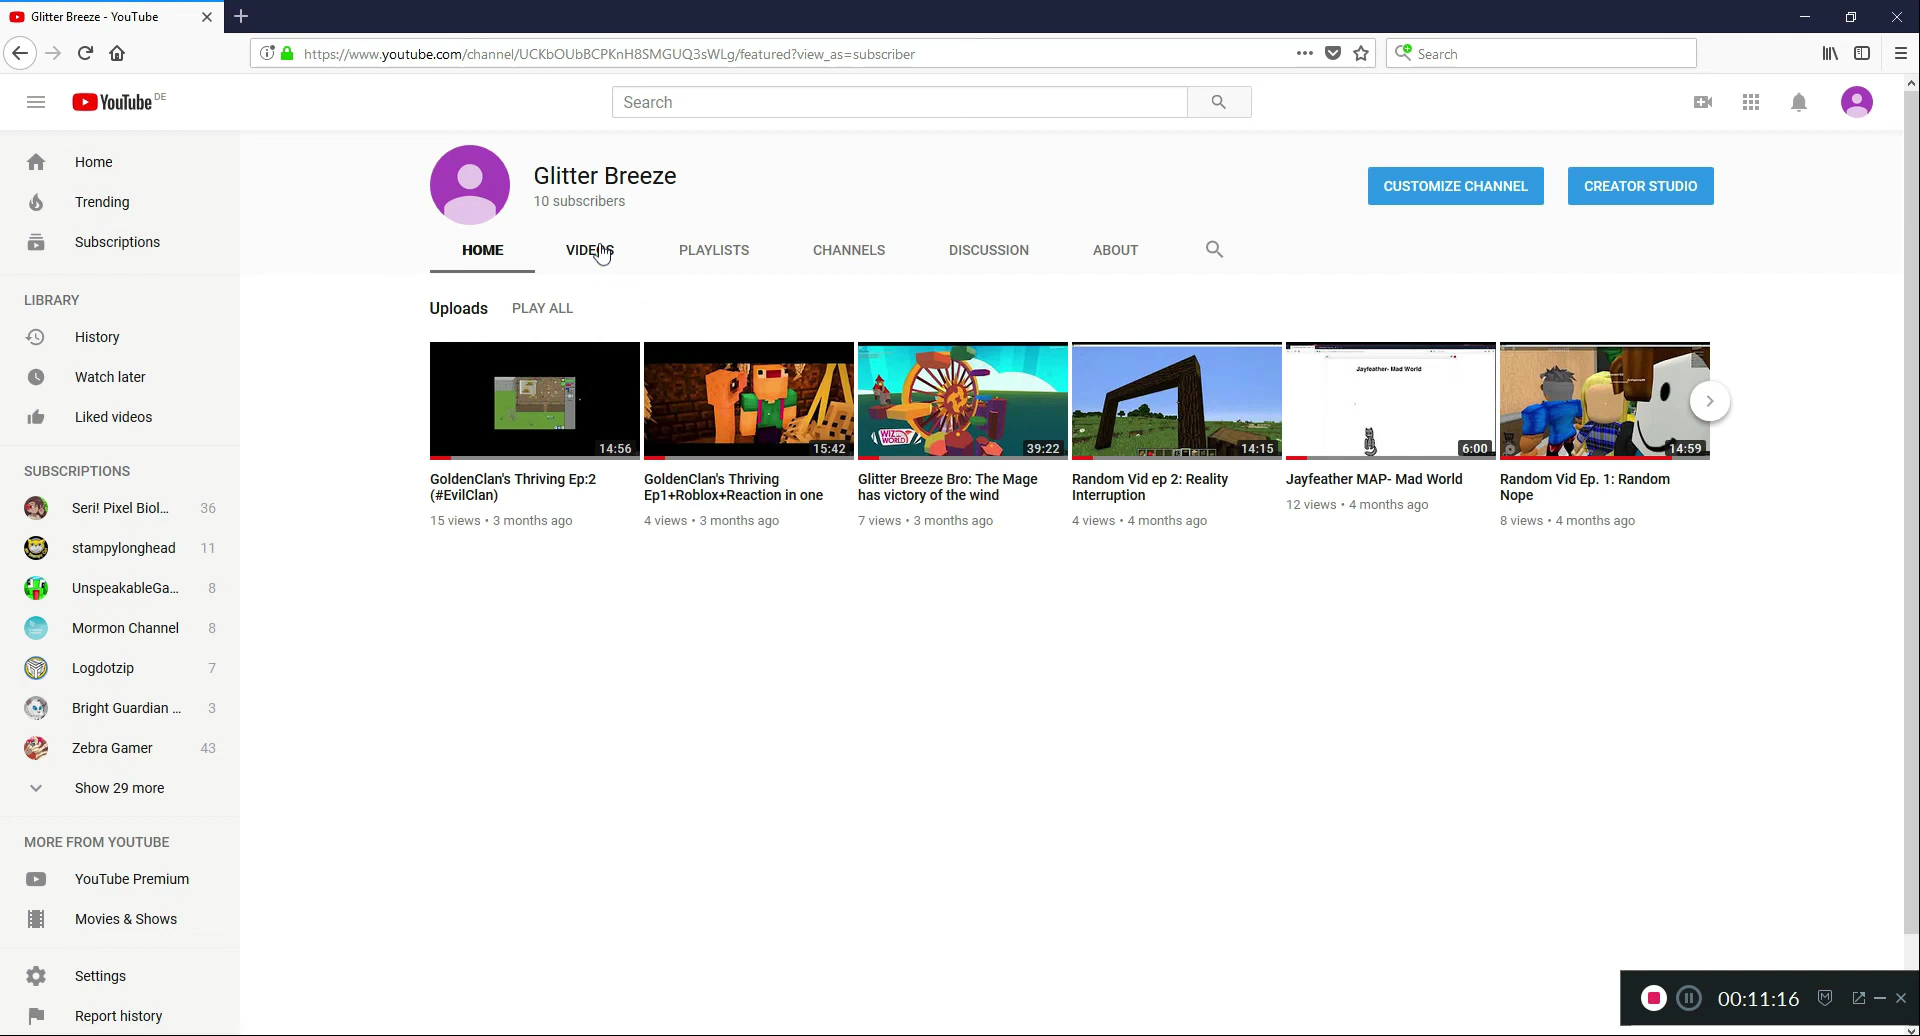 Glitter Breeze - YouTube
https://www.youtube.com/channel/UCKbOUbBCPKnH8SMGUQ3sWLg/featured?view_as=subscriber
Search
YouTube DE
Search
Home
Trending
Subscriptions
LIBRARY
History
Watch later
Liked videos
SUBSCRIPTIONS
Seri! Pixel Biol... 36
stampylonghead 11
UnspeakableGa... 8
Mormon Channel 8
Logdotzip 7
Bright Guardian ... 3
Zebra Gamer 43
Show 29 more
MORE FROM YOUTUBE
YouTube Premium
Movies & Shows
Settings
Report history
Glitter Breeze
10 subscribers
CUSTOMIZE CHANNEL
CREATOR STUDIO
HOME VIDEOS PLAYLISTS CHANNELS DISCUSSION ABOUT
Uploads PLAY ALL
14:56
GoldenClan's Thriving Ep:2
(#EvilClan)
15 views • 3 months ago
15:42
GoldenClan's Thriving
Ep1+Roblox+Reaction in one
4 views • 3 months ago
WIZ
WORLD
39:22
Glitter Breeze Bro: The Mage
has victory of the wind
7 views • 3 months ago
14:15
Random Vid ep 2: Reality
Interruption
4 views • 4 months ago
Jayfeather- Mad World
6:00
Jayfeather MAP- Mad World
12 views • 4 months ago
14:59
Random Vid Ep. 1: Random
Nope
8 views • 4 months ago
00:11:16